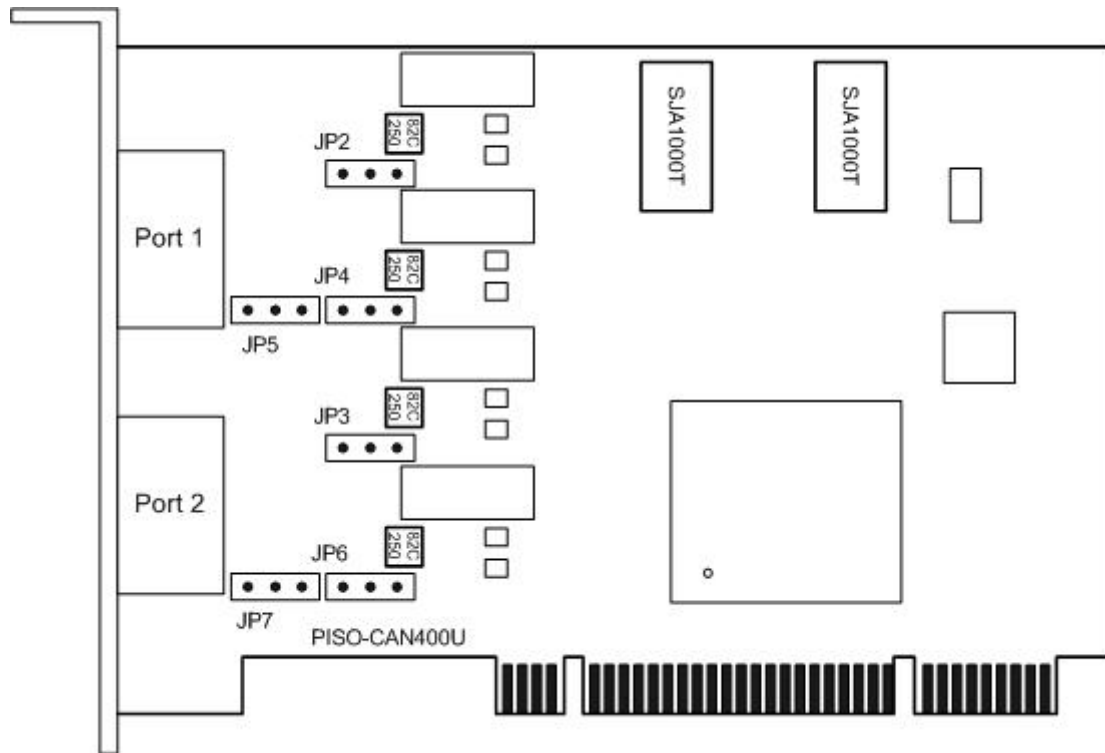 SJA1000T
SJA1000T
82C
250
JP2
Port 1
82C
250
JP4
JP5
82C
250
JP3
Port 2
82C
250
JP6
JP7
PISO-CAN400U